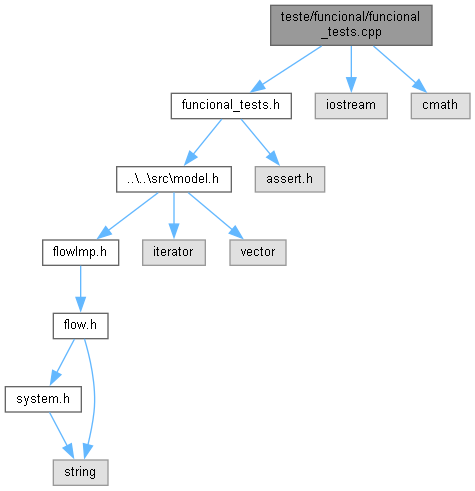 teste/funcional/funcional
_tests.cpp
funcional_tests.h
iostream
cmath
..\..\src\model.h
assert.h
flowImp.h
iterator
vector
flow.h
system.h
string